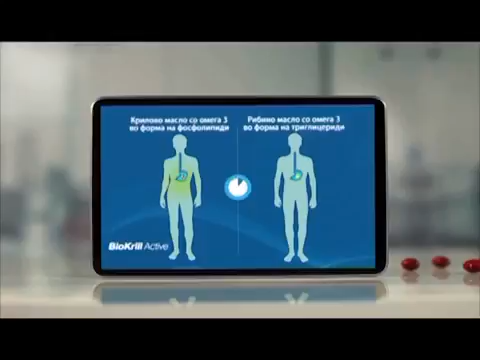 Крилово масло со омега 3
во форма на фосфолипиди
Рибино масло со омега 3
во форма на триглицериди
BioKrill Active